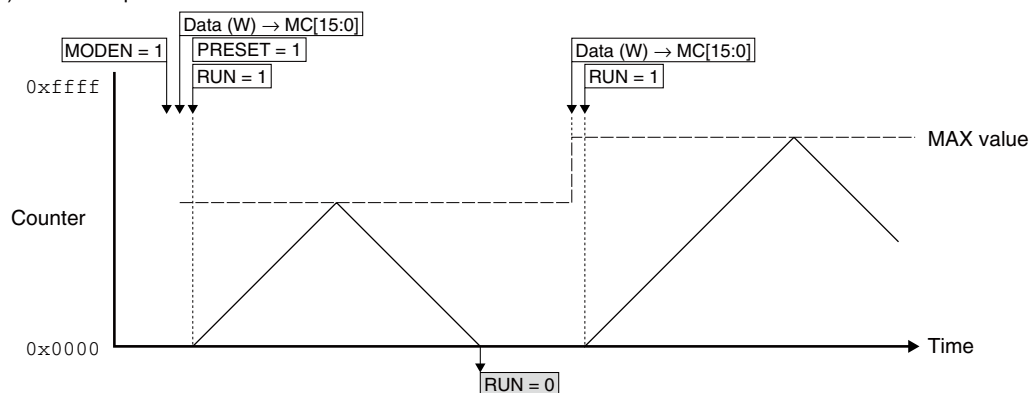 Data (W) → MC[15:0]
MODEN = 1
PRESET = 1
RUN = 1
Data (W) → MC[15:0]
RUN = 1
0xffff
MAX value
Counter
0x0000
Time
RUN = 0